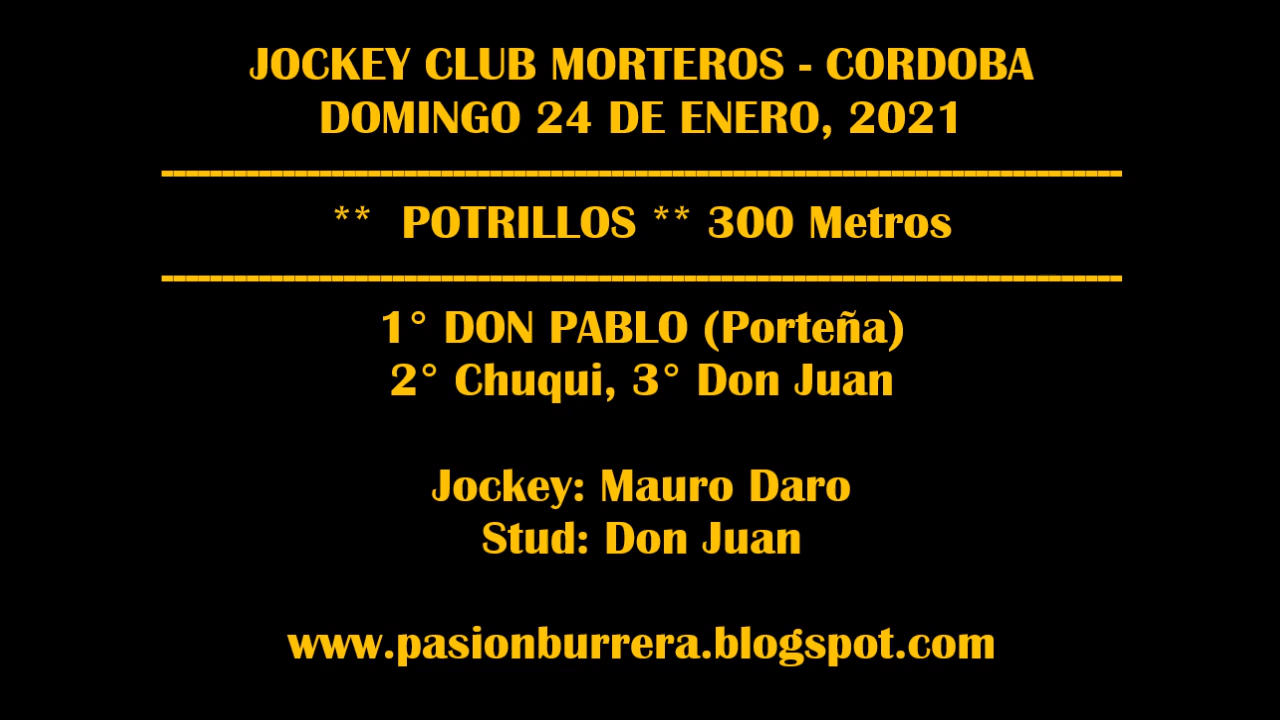 JOCKEY CLUB MORTEROS - CORDOBA
DOMINGO 24 DE ENERO, 2021
--------------------------------------------------------------------------------
** POTRILLOS ** 300 Metros
--------------------------------------------------------------------------------
1° DON PABLO (Porteña)
2° Chuqui, 3° Don Juan
Jockey: Mauro Daro
Stud: Don Juan
www.pasionburrera.blogspot.com